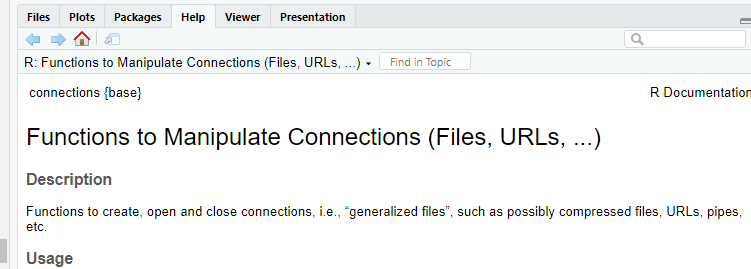 Files Plots Packages Help Viewer Presentation
R: Functions to Manipulate Connections (Files, URLs, ...) Find in Topic
connections {base} R Documentation
Functions to Manipulate Connections (Files, URLs, ...)
Description
Functions to create, open and close connections, i.e., “generalized files”, such as possibly compressed files, URLs, pipes,
etc.
Usage